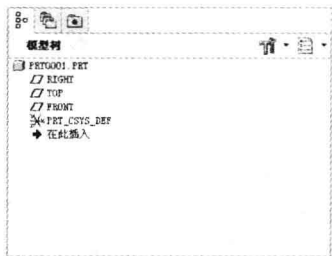 模型树
PRT0001.PRT
RIGHT
TOP
FRONT
PRT_CSYS_DEF
在此插入